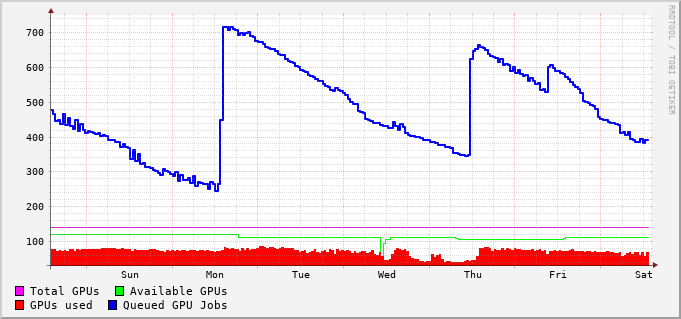 RRDTOOL / TOBI OETIKER
700
600
500
400
300
200
100
Sun Mon Tue Wed Thu Fri Sat
Total GPUs Available GPUs
GPUs used Queued GPU Jobs